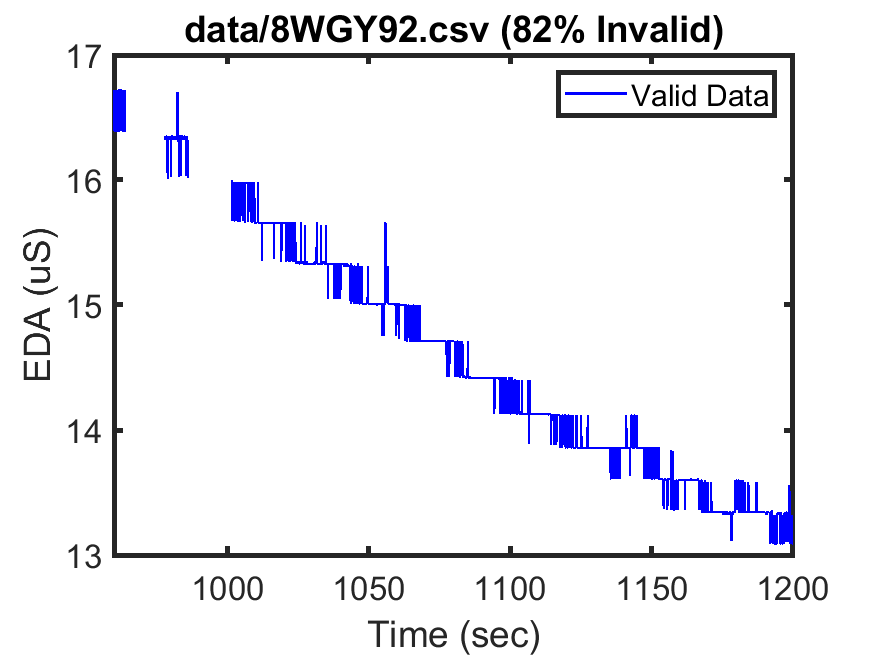 data/8WGY92.csv (82% Invalid)
Valid Data
EDA (uS)
17
16
15
14
13
1000 1050 1100 1150 1200
Time (sec)